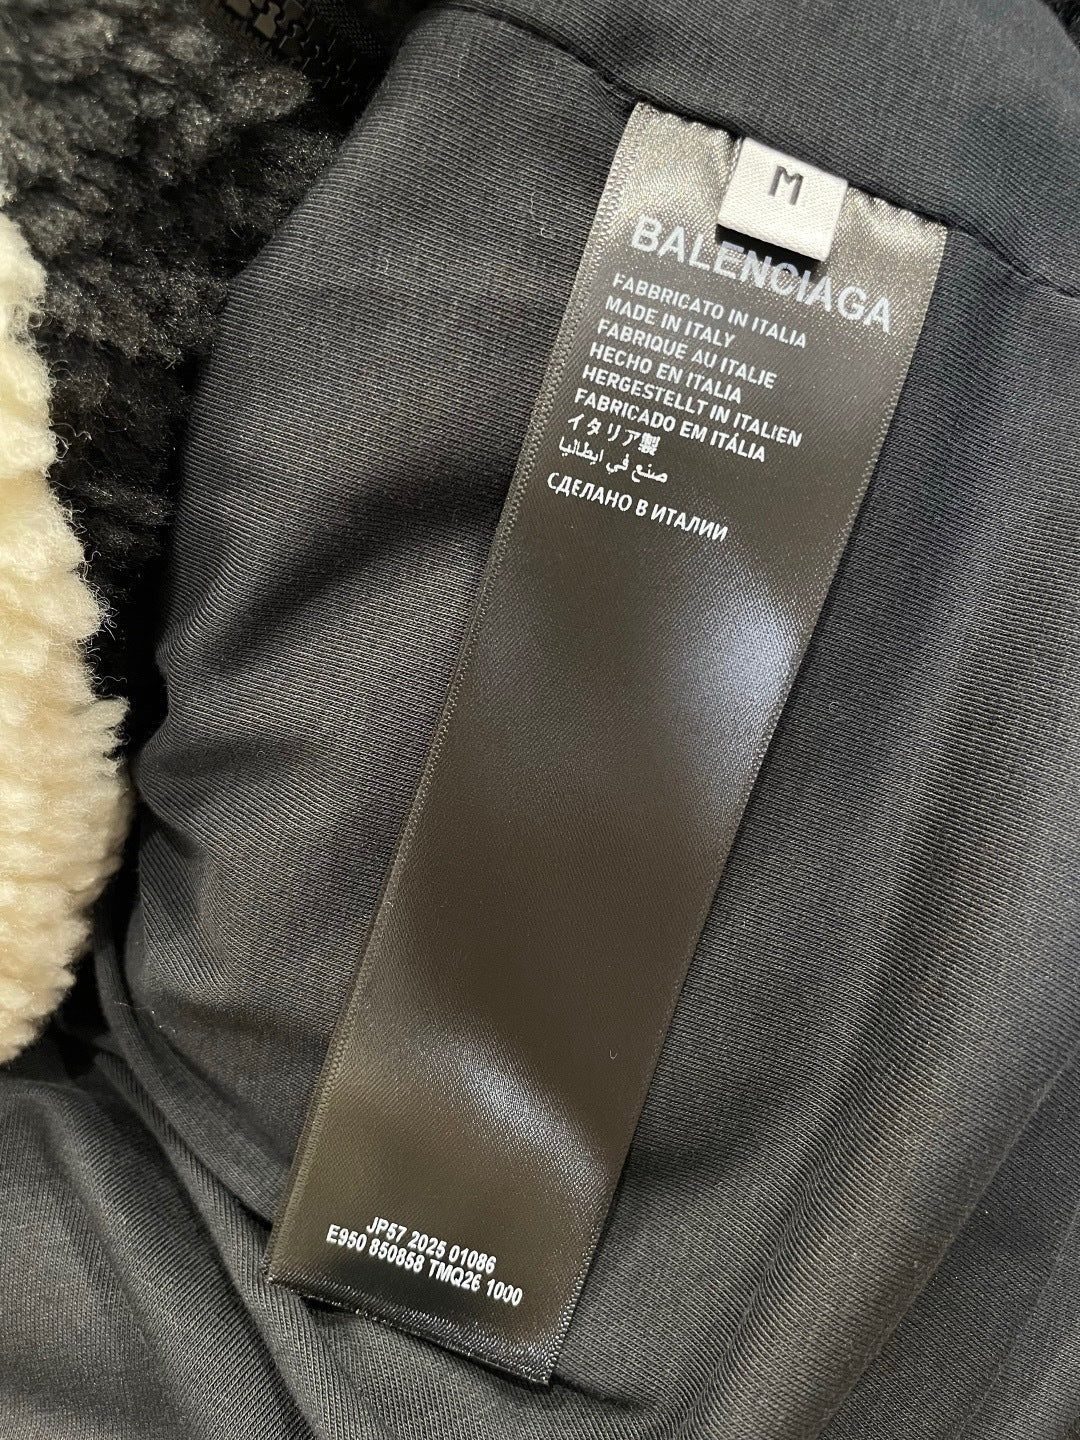 M
BALENCIAGA
FABBRICATO IN ITALIA
MADE IN ITALY
FABRIQUE AU ITALIE
HECHO EN ITALIA
HERGESTELLT IN ITALIEN
FABRICADO EM ITÁLIA
イタリア製
صنع في ايطاليا
СДЕЛАНО В ИТАЛИИ
JP57 2025 01086
E950 850858 TMQ26 1000